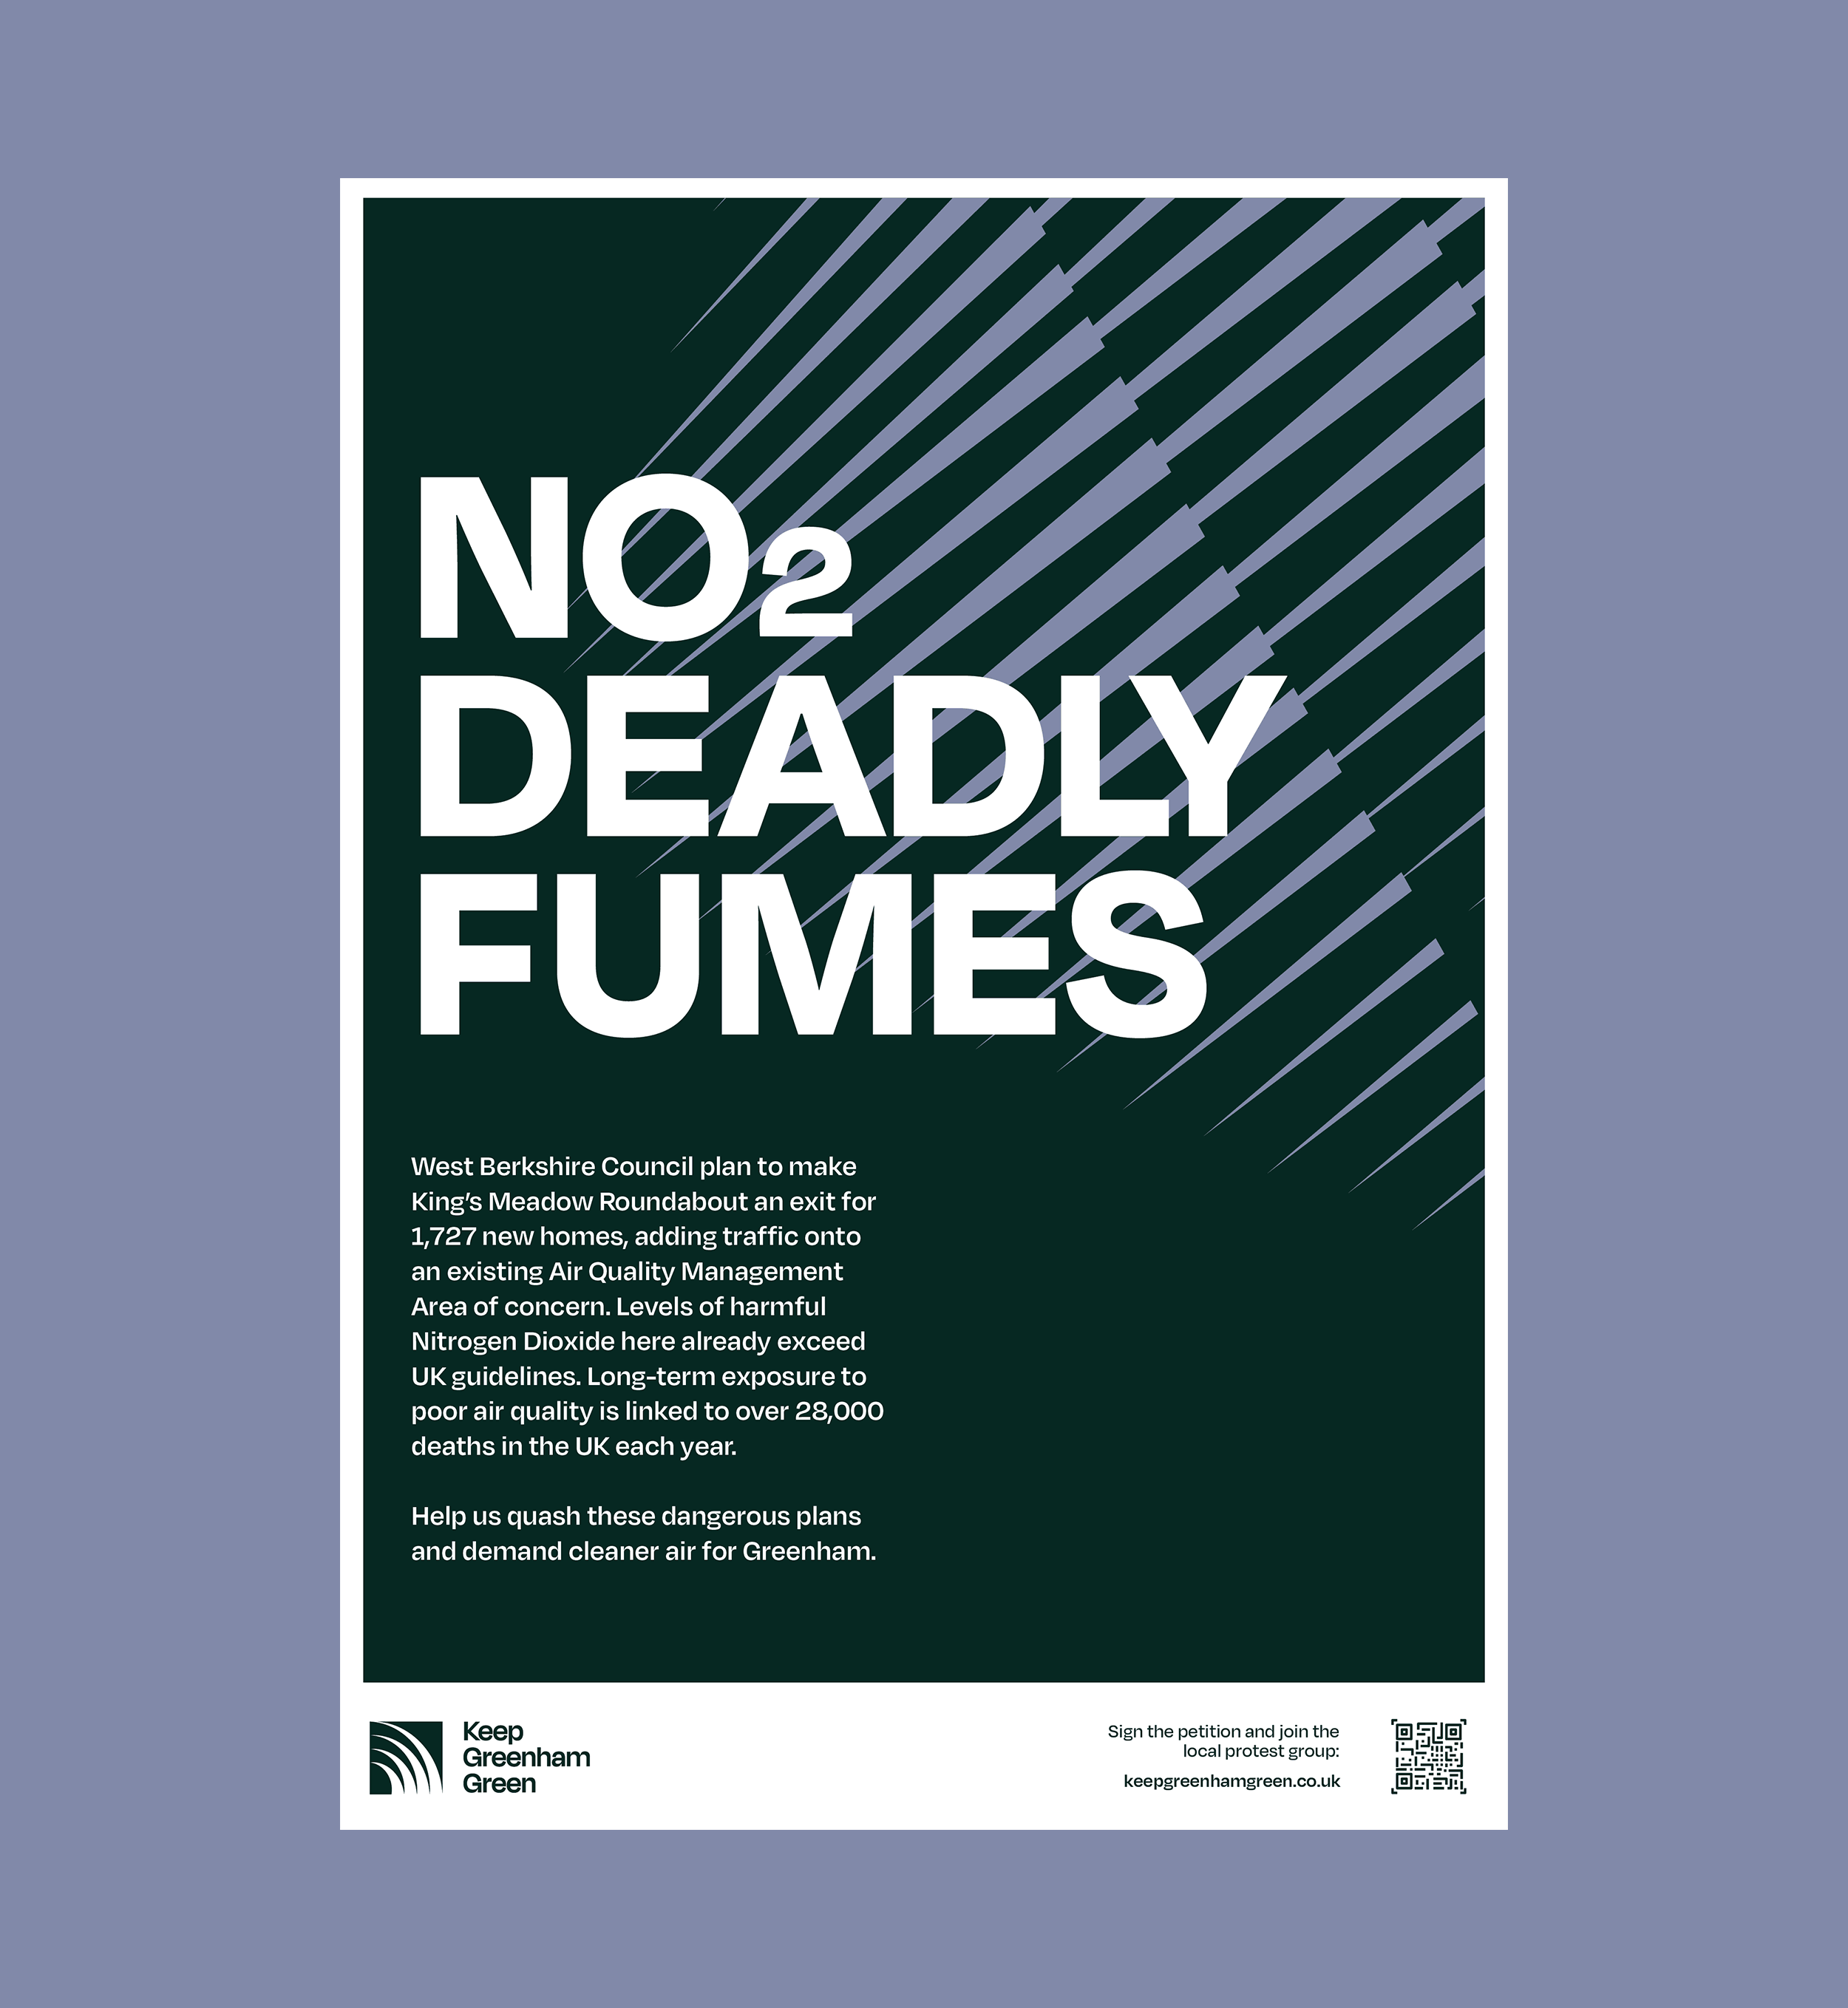 NO2
DEADLY
FUMES
West Berkshire Council plan to make
King's Meadow Roundabout an exit for
1,727 new homes, adding traffic onto
an existing Air Quality Management
Area of concern. Levels of harmful
Nitrogen Dioxide here already exceed
UK guidelines. Long-term exposure to
poor air quality is linked to over 28,000
deaths in the UK each year.
Help us quash these dangerous plans
and demand cleaner air for Greenham.
Keep
Greenham
Green
Sign the petition and join the
local protest group:
keepgreenhamgreen.co.uk